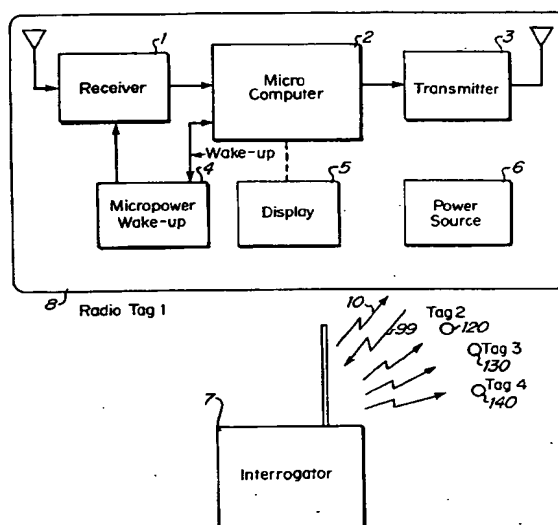 1
2
3
Receiver
Micro
Computer
Transmitter
Wake-up
4
5
6
Micropower
Wake-up
Display
Power
Source
8
Radio Tag 1
10
99
Tag 2
120
Tag 3
130
Tag 4
140
7
Interrogator